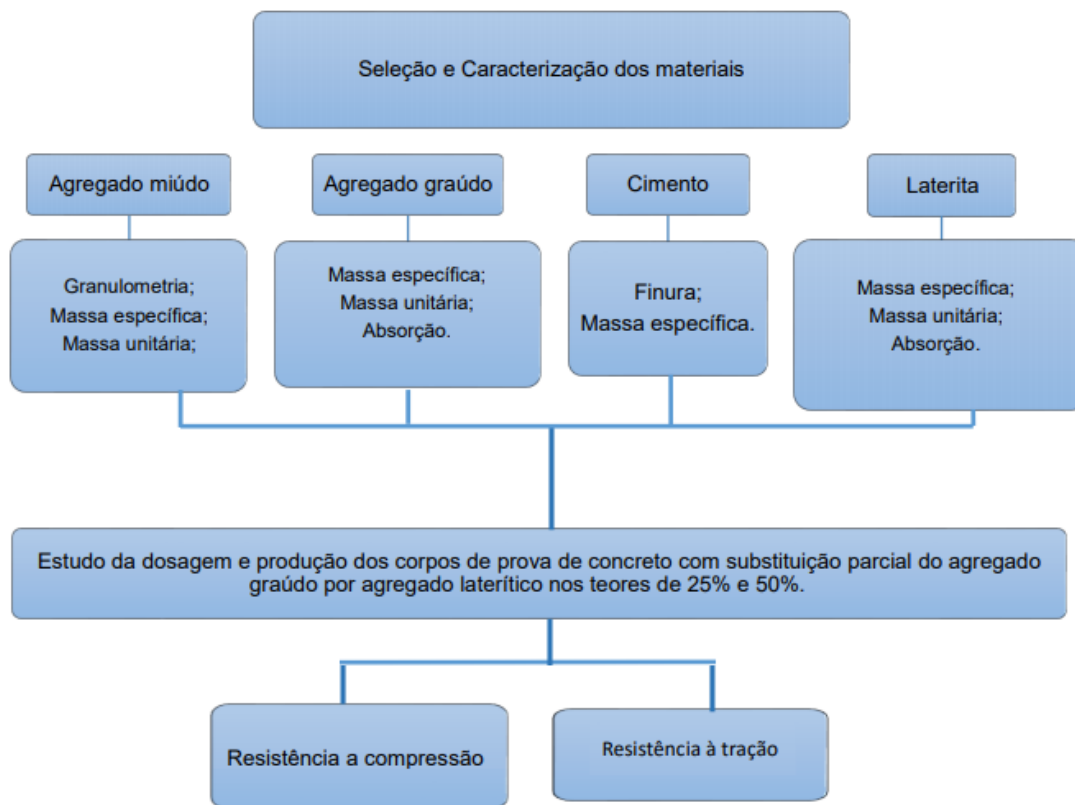 Seleção e Caracterização dos materiais
Agregado miúdo
Agregado graúdo
Cimento
Laterita
Granulometria;
Massa específica;
Massa unitária;
Massa específica;
Massa unitária;
Absorção.
Finura;
Massa específica.
Massa específica;
Massa unitária;
Absorção.
Estudo da dosagem e produção dos corpos de prova de concreto com substituição parcial do agregado
graúdo por agregado laterítico nos teores de 25% e 50%.
Resistência a compressão
Resistência à tração